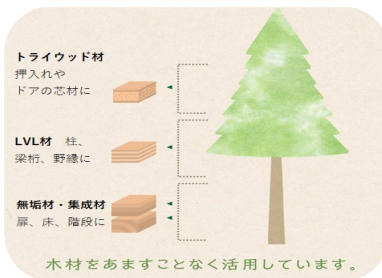 トライウッド材
押入れや
ドアの芯材に
LVL材　柱、
梁桁、野縁に
無垢材・集成材
扉、床、階段に
木材をあますことなく活用しています。